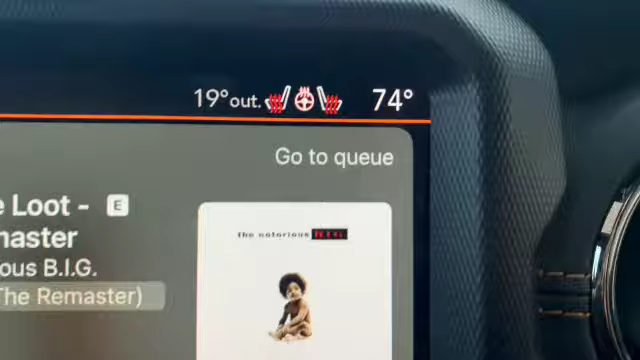 19°out.
74°
Go to queue
e Loot - E
master
ous B.I.G.
The Remaster)
the notorious B.I.G.